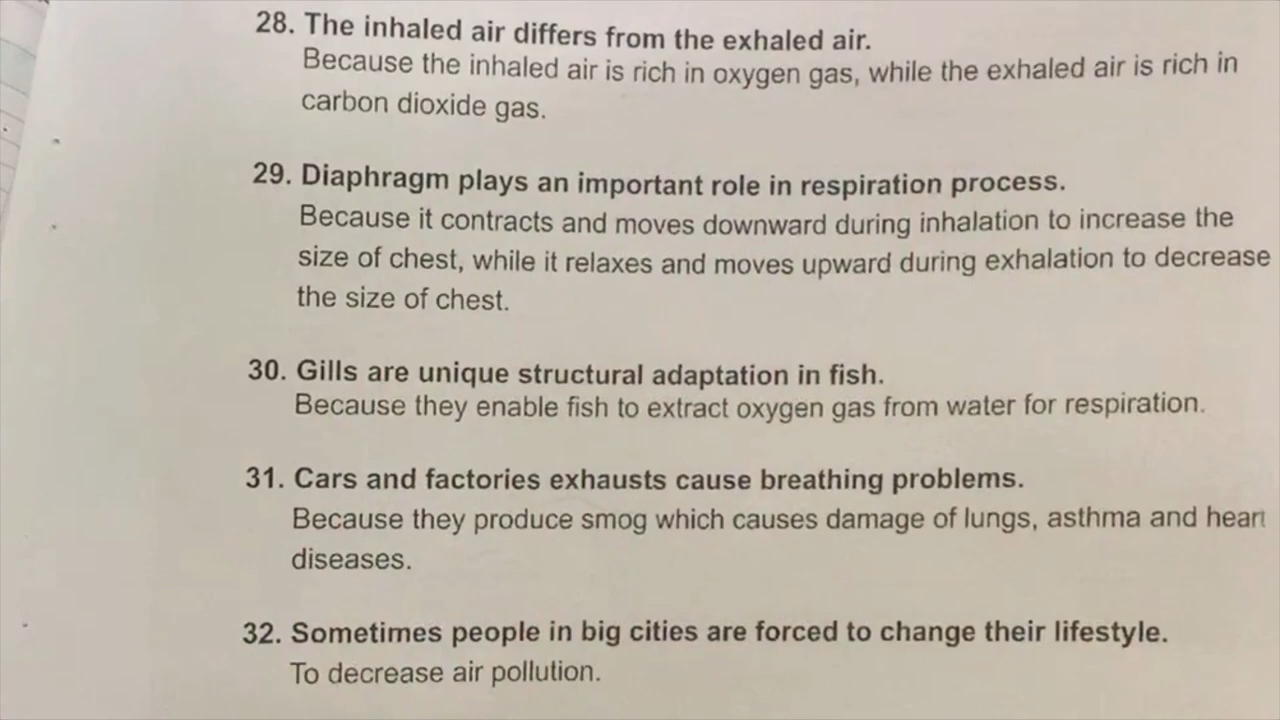 28. The inhaled air differs from the exhaled air.
Because the inhaled air is rich in oxygen gas, while the exhaled air is rich in
carbon dioxide gas.
29. Diaphragm plays an important role in respiration process.
Because it contracts and moves downward during inhalation to increase the
size of chest, while it relaxes and moves upward during exhalation to decrease
the size of chest.
30. Gills are unique structural adaptation in fish.
Because they enable fish to extract oxygen gas from water for respiration.
31. Cars and factories exhausts cause breathing problems.
Because they produce smog which causes damage of lungs, asthma and heart
diseases.
32. Sometimes people in big cities are forced to change their lifestyle.
To decrease air pollution.